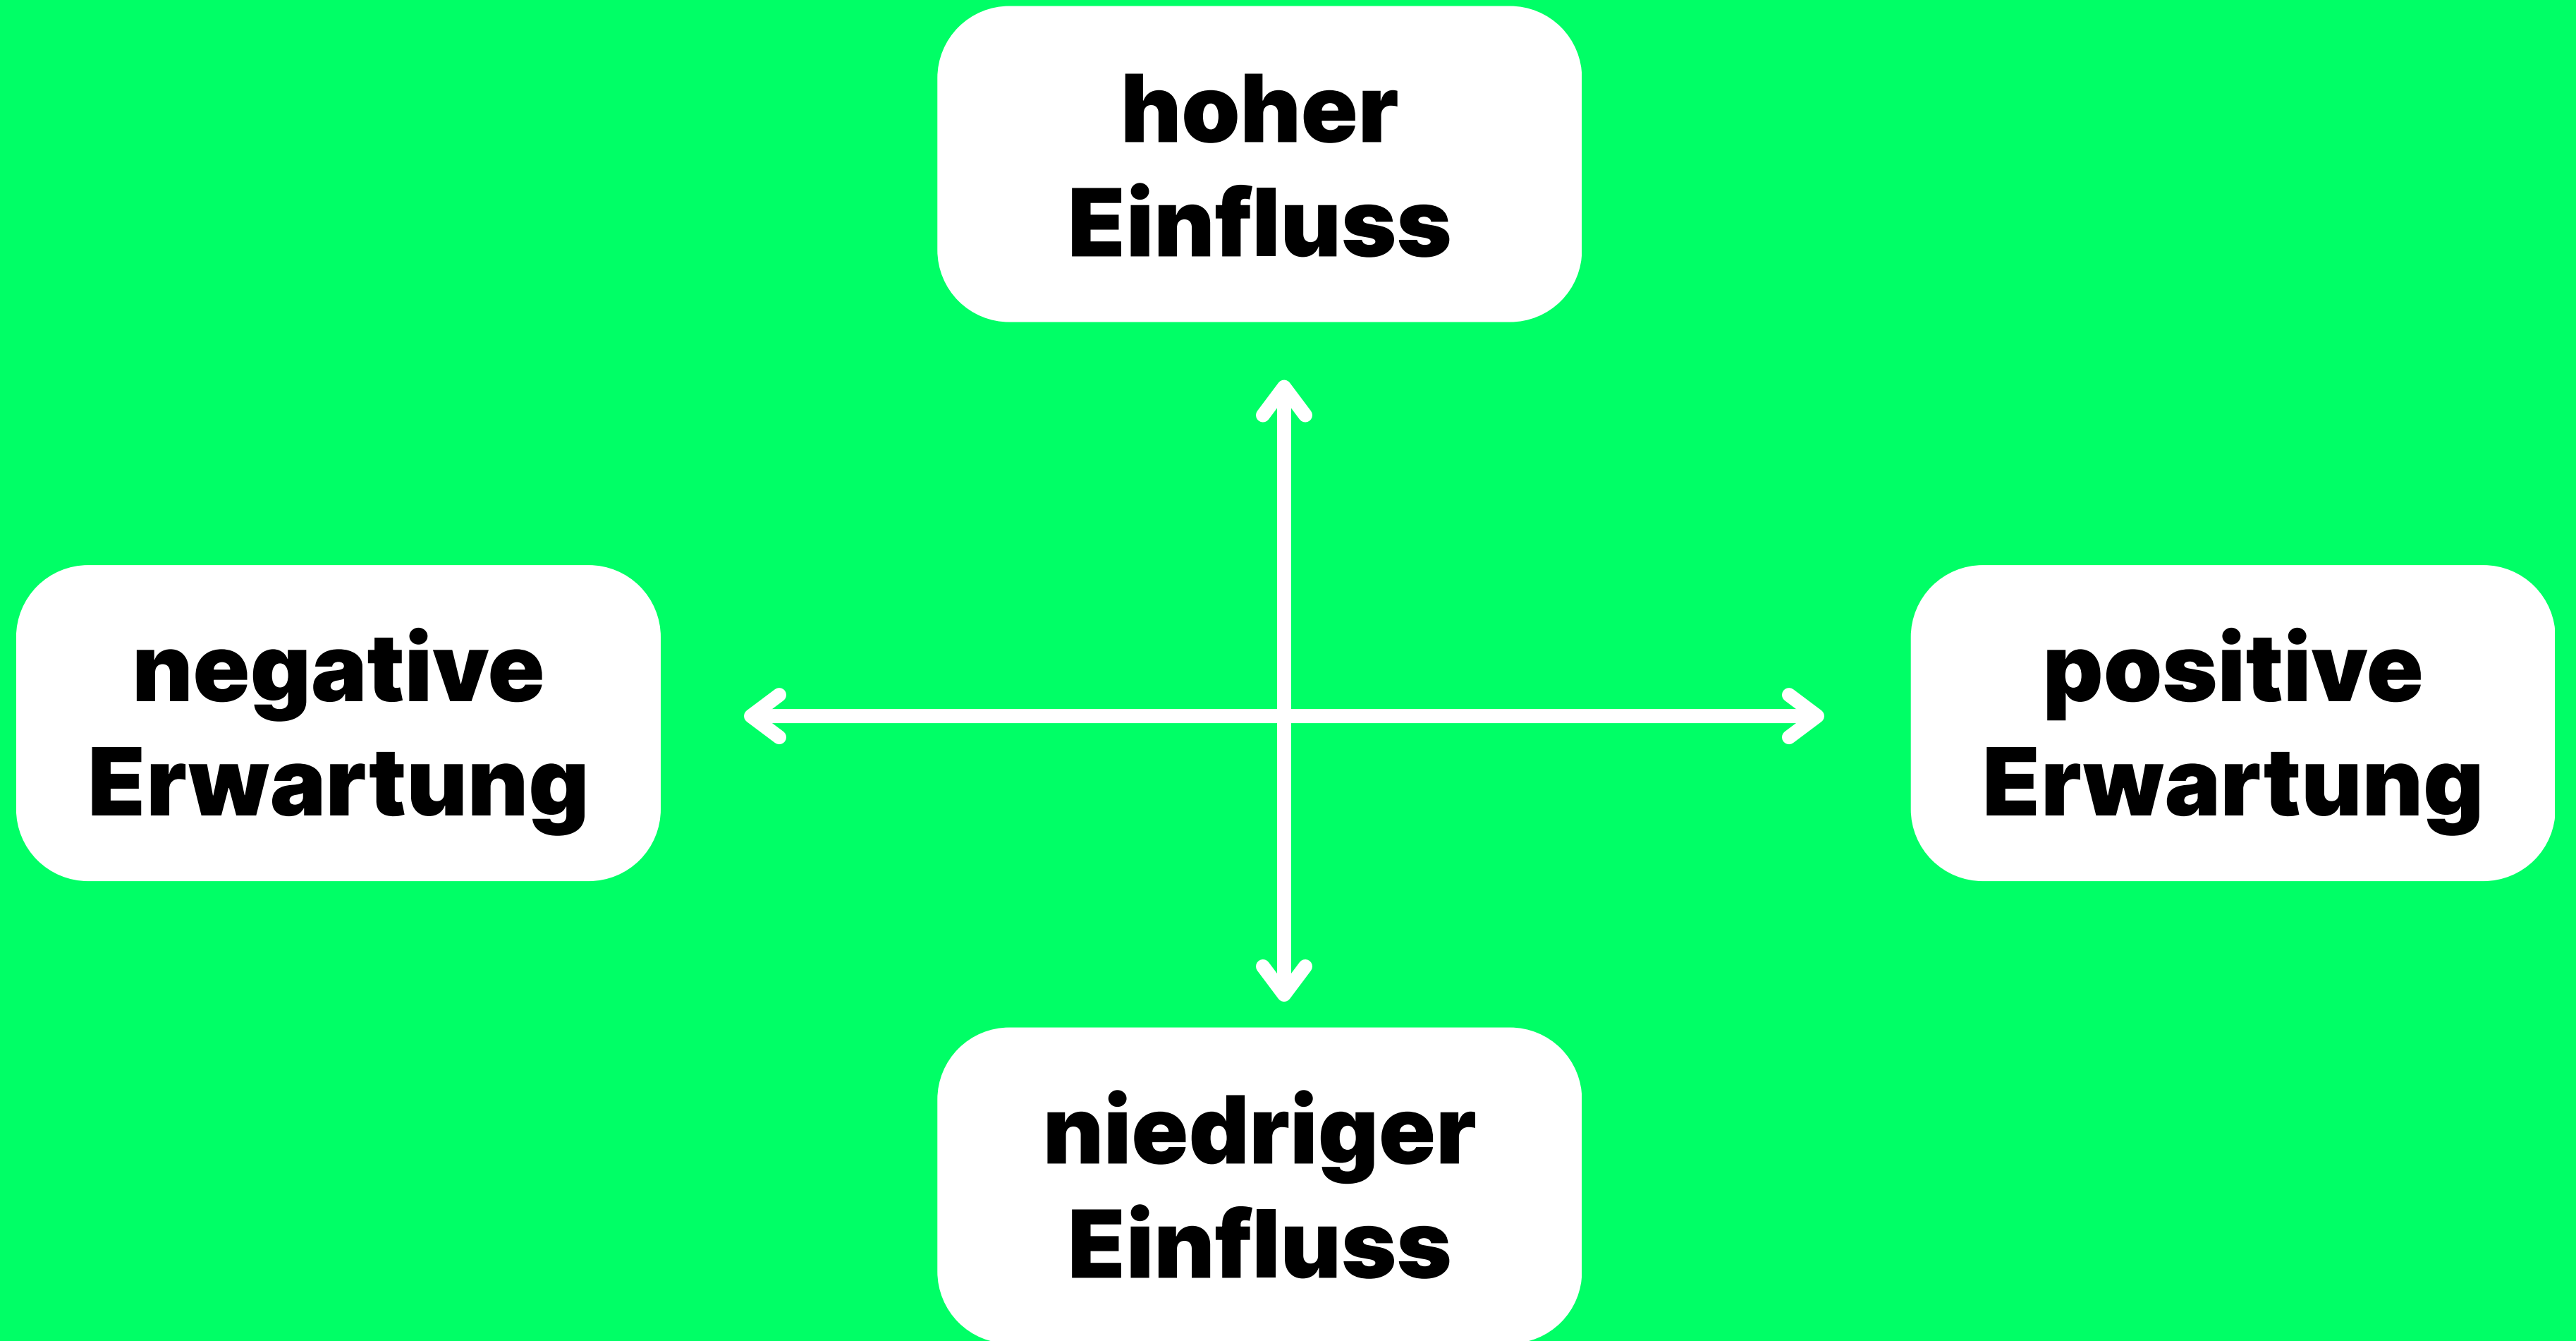 hoher
Einfluss
negative
Erwartung
positive
Erwartung
niedriger
Einfluss